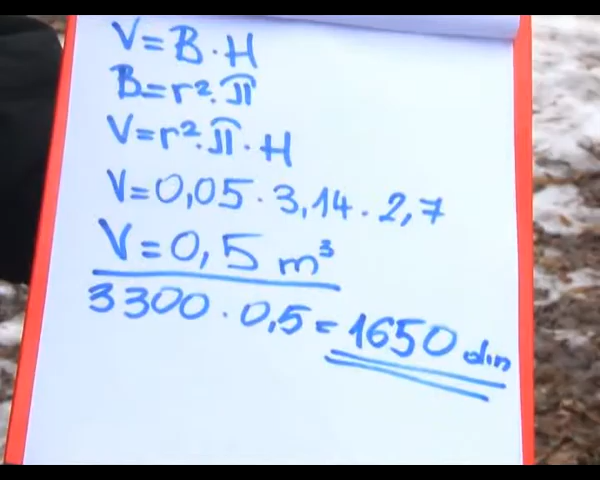 V=B·H
B=r²·π
V=r²·π·H
V=0,05·3,14·2,7
V=0,5 m³
3300·0,5=1650 din